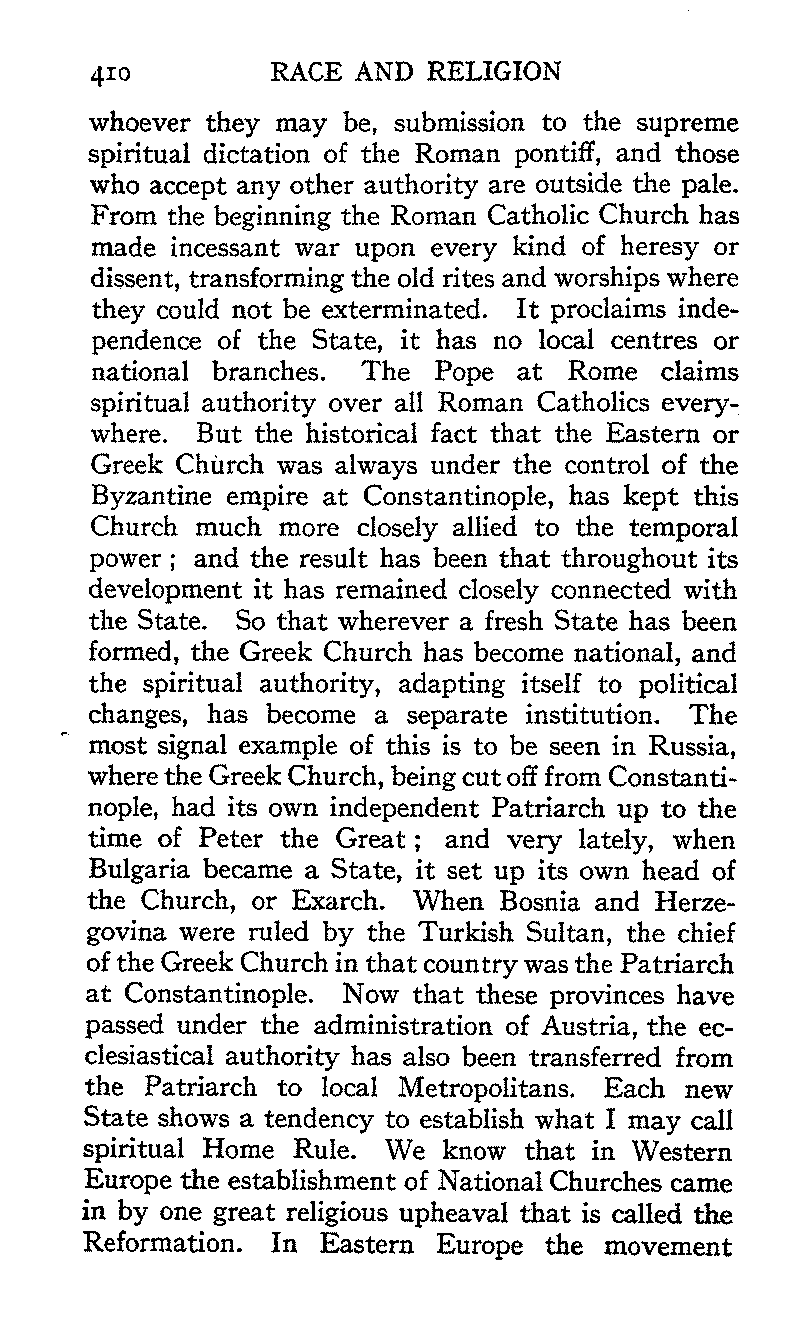 410 RACE AND RELIGION
whoever they may be, submission to the supreme
spiritual dictation of the Roman pontiff, and those
who accept any other authority are outside the pale.
From the beginning the Roman Catholic Church has
made incessant war upon every kind of heresy or
dissent, transforming the old rites and worships where
they could not be exterminated. It proclaims inde-
pendence of the State, it has no local centres or
national branches. The Pope at Rome claims
spiritual authority over all Roman Catholics every-
where. But the historical fact that the Eastern or
Greek Church was always under the control of the
Byzantine empire at Constantinople, has kept this
Church much more closely allied to the temporal
power ; and the result has been that throughout its
development it has remained closely connected with
the State. So that wherever a fresh State has been
formed, the Greek Church has become national, and
the spiritual authority, adapting itself to political
changes, has become a separate institution. The
most signal example of this is to be seen in Russia,
where the Greek Church, being cut off from Constanti-
nople, had its own independent Patriarch up to the
time of Peter the Great ; and very lately, when
Bulgaria became a State, it set up its own head of
the Church, or Exarch. When Bosnia and Herze-
govina were ruled by the Turkish Sultan, the chief
of the Greek Church in that country was the Patriarch
at Constantinople. Now that these provinces have
passed under the administration of Austria, the ec-
clesiastical authority has also been transferred from
the Patriarch to local Metropolitans. Each new
State shows a tendency to establish what I may call
spiritual Home Rule. We know that in Western
Europe the establishment of National Churches came
in by one great religious upheaval that is called the
Reformation. In Eastern Europe the movement